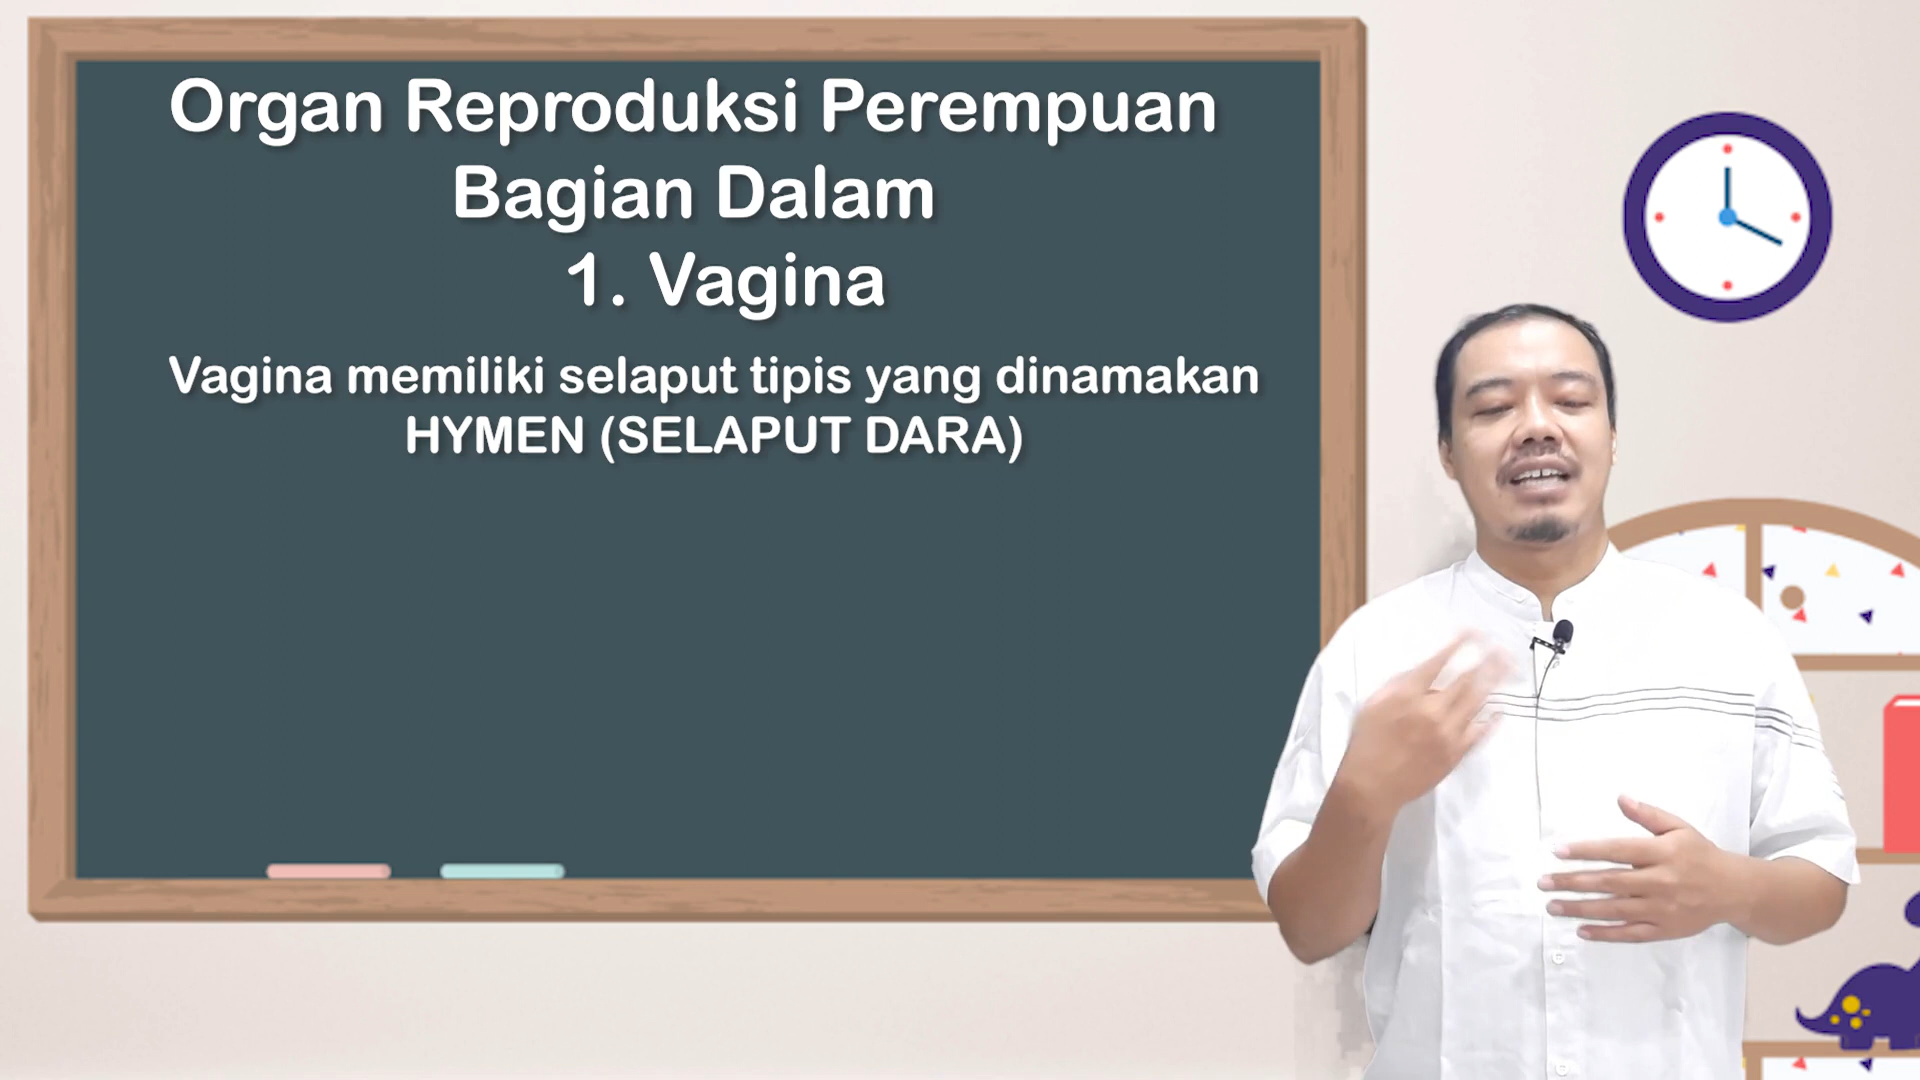 Organ Reproduksi Perempuan
Bagian Dalam
1. Vagina
Vagina memiliki selaput tipis yang dinamakan
HYMEN (SELAPUT DARA)